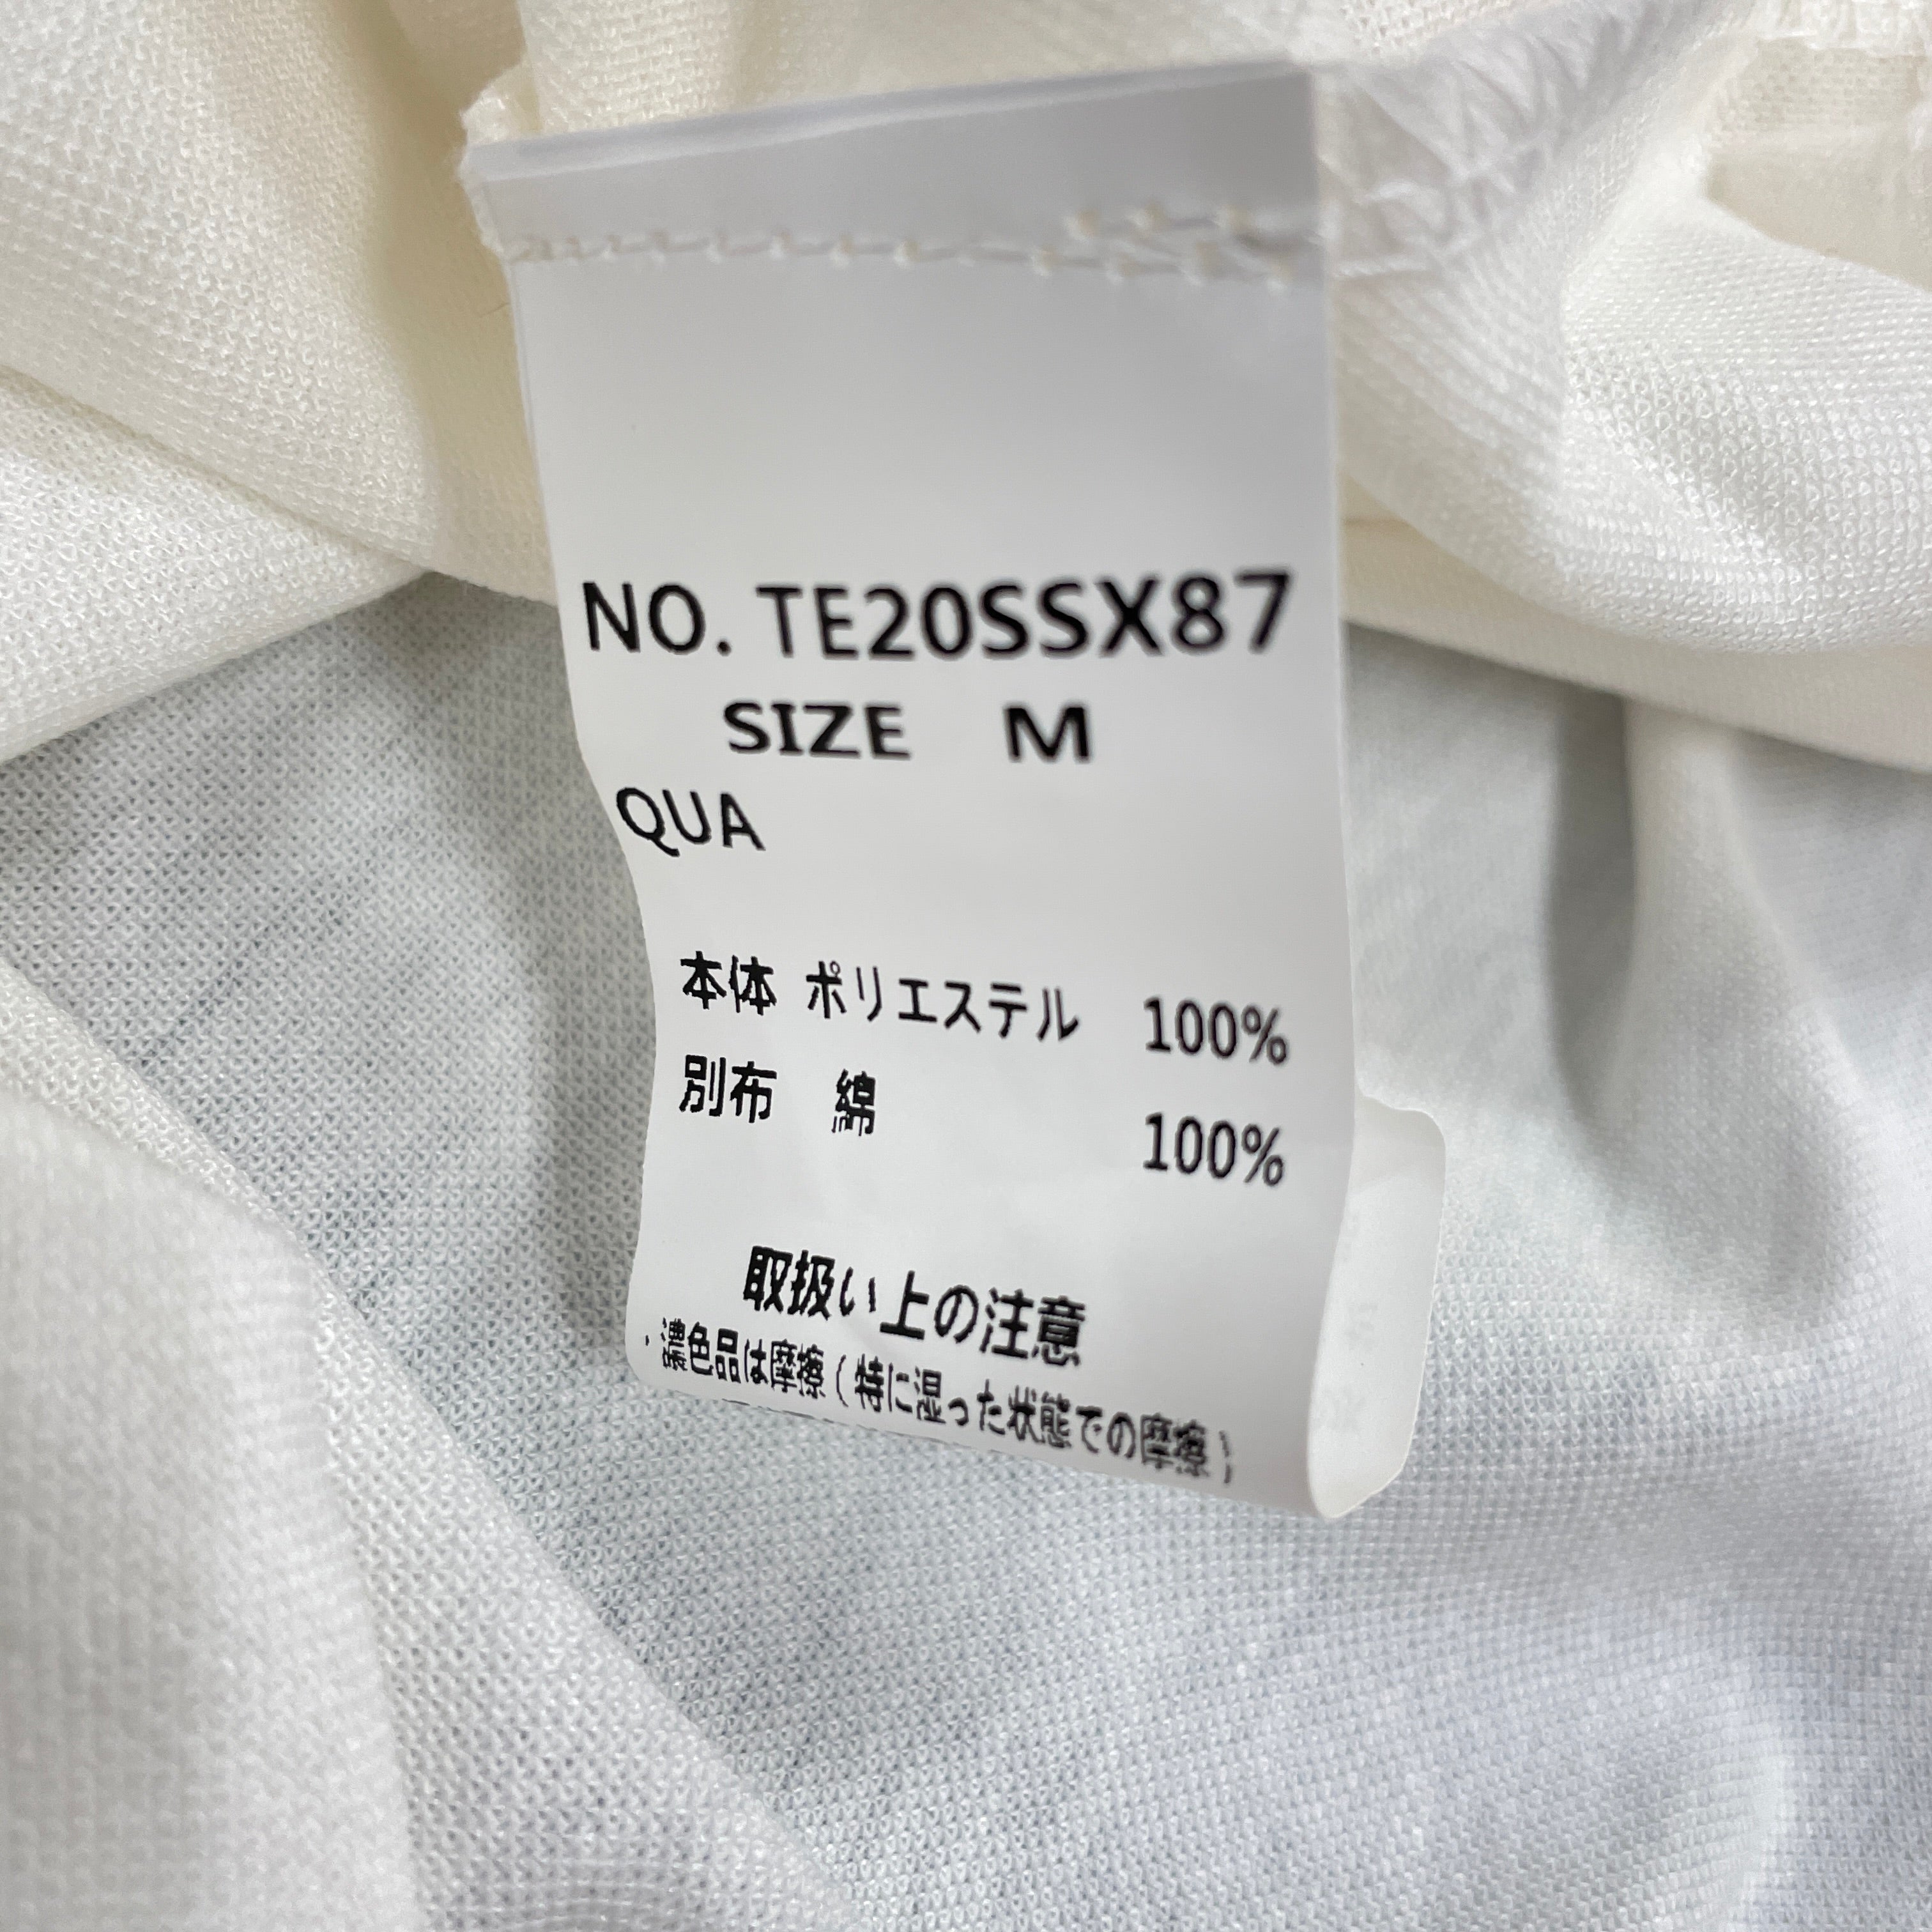 NO. TE20SSX87
SIZE M
QUA
本体 ポリエステル 100%
別布 綿 100%
取扱い上の注意
・濃色品は摩擦(特に湿った状態での摩擦)